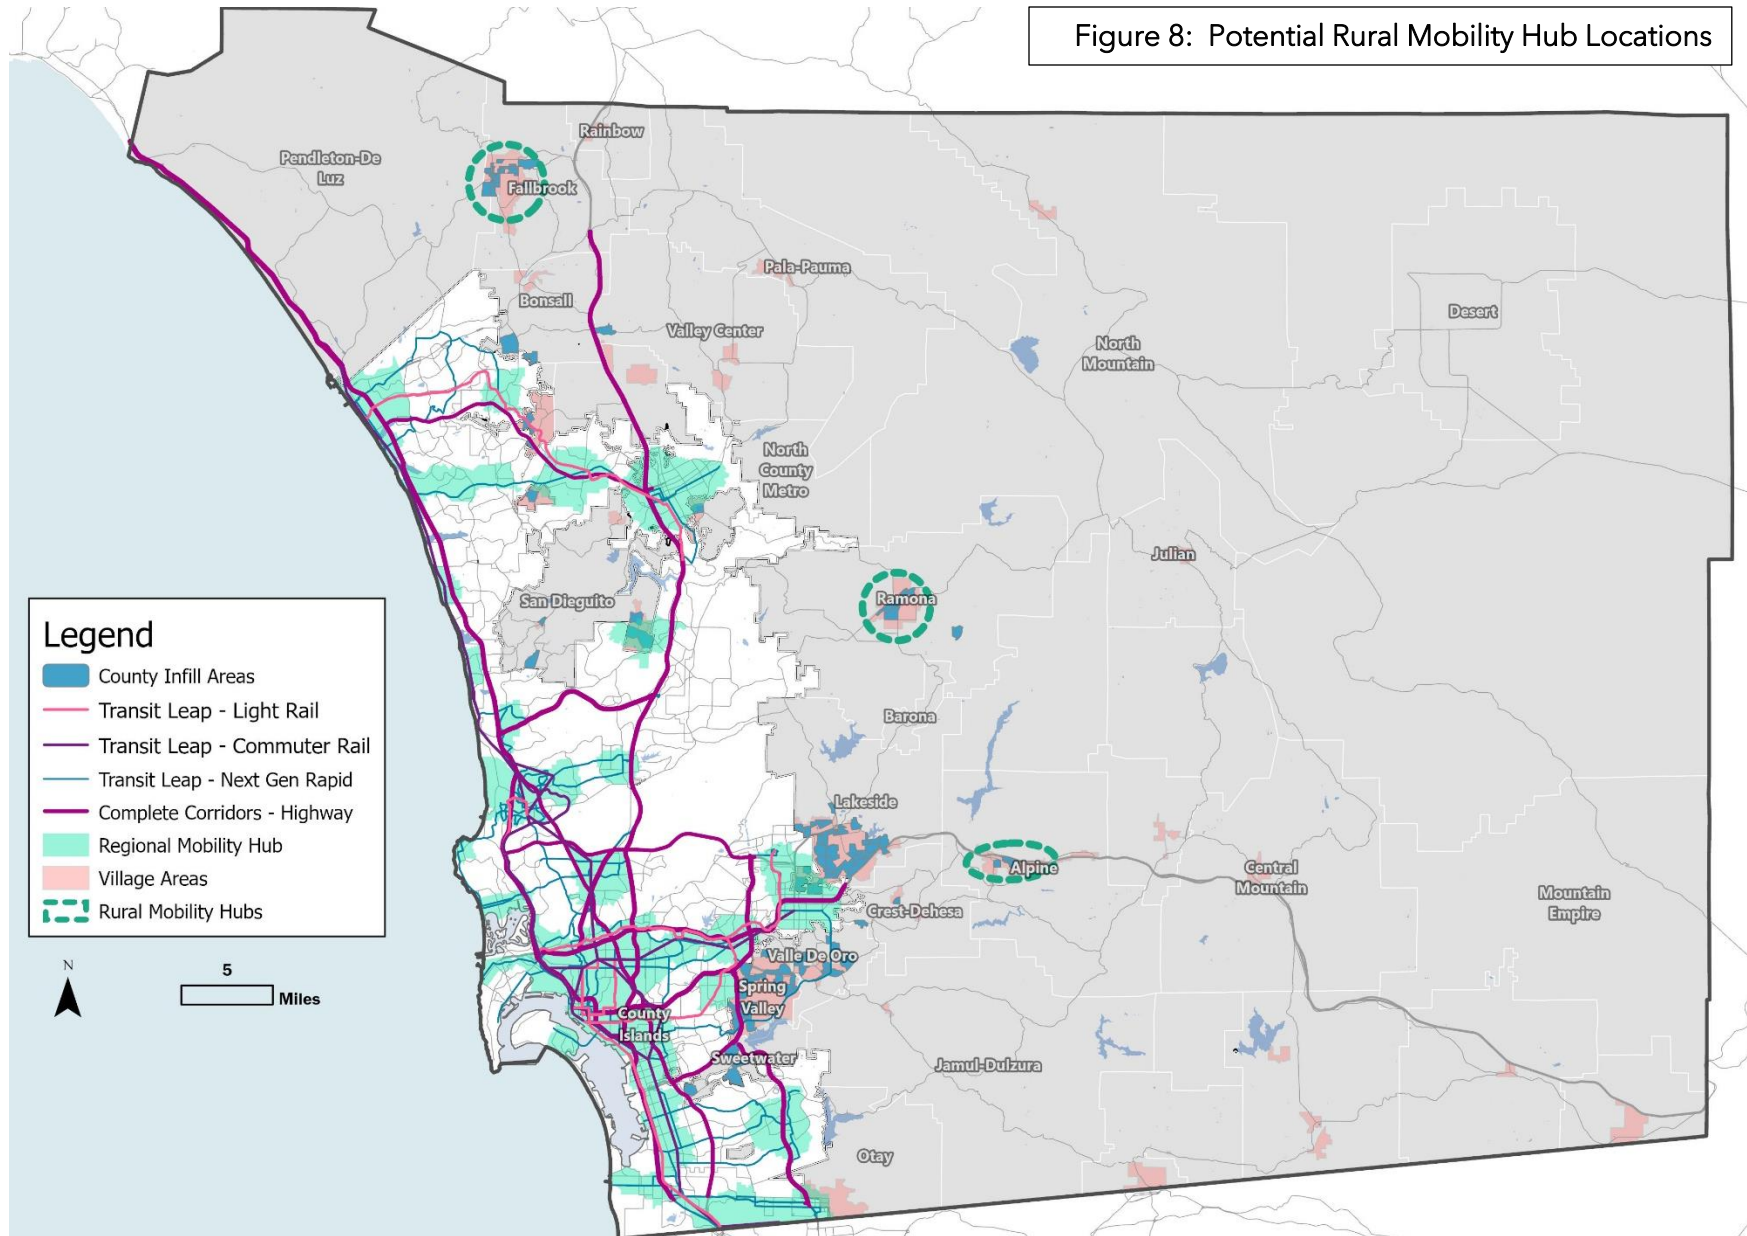 Figure 8:  Potential Rural Mobility Hub Locations
Rainbow
Pendleton-De
Luz
Fallbrook
Pala-Pauma
Bonsall
Desert
Valley Center
North
Mountain
North
County
Metro
Julian
San Dieguito
Ramona
Barona
Lakeside
Alpine
Central
Mountain
Mountain
Empire
Crest-Dehesa
Valle De Oro
Spring
Valley
County
Islands
Sweetwater
Jamul-Dulzura
Otay
Legend
County Infill Areas
Transit Leap - Light Rail
Transit Leap - Commuter Rail
Transit Leap - Next Gen Rapid
Complete Corridors - Highway
Regional Mobility Hub
Village Areas
Rural Mobility Hubs
N
5
Miles